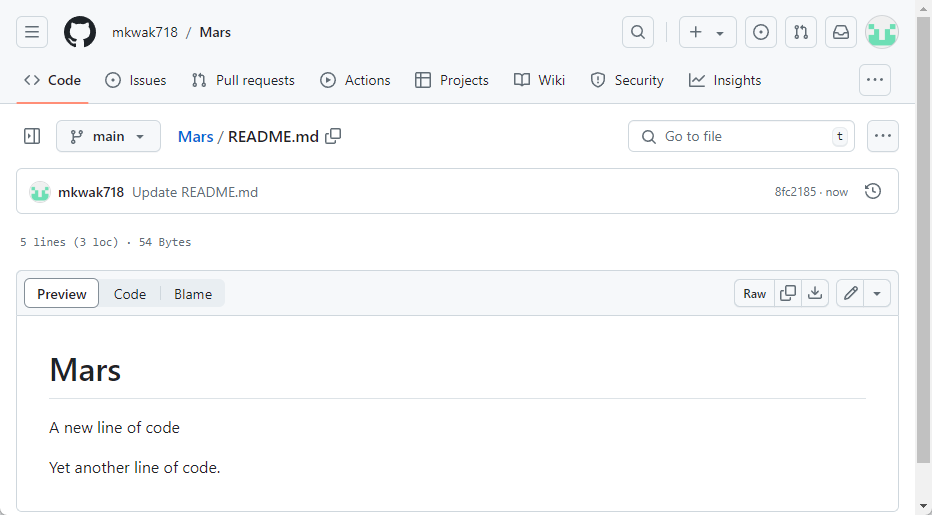 mkwak718 / Mars
Code Issues Pull requests Actions Projects Wiki Security Insights
main Mars / README.md Go to file t
mkwak718 Update README.md 8fc2185 · now
5 lines (3 loc) · 54 Bytes
Preview Code Blame Raw
Mars
A new line of code
Yet another line of code.